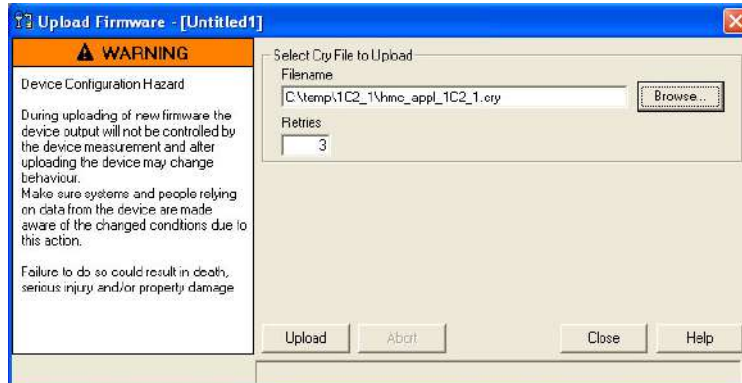 Upload Firmware - [Untitled1]
WARNING
Device Configuration Hazard
During uploading of new firmware the
device output will not be controlled by
the device measurement and after
uploading the device may change
behaviour.
Make sure systems and people relying
on data from the device are made
aware of the changed conditions due to
this action.
Failure to do so could result in death,
serious injury and/or property damage
Select Cry File to Upload
Filename
C:\temp\1C2_1\hmc_appl_1C2_1.cry
Browse...
Retries
3
Upload
Abort
Close
Help